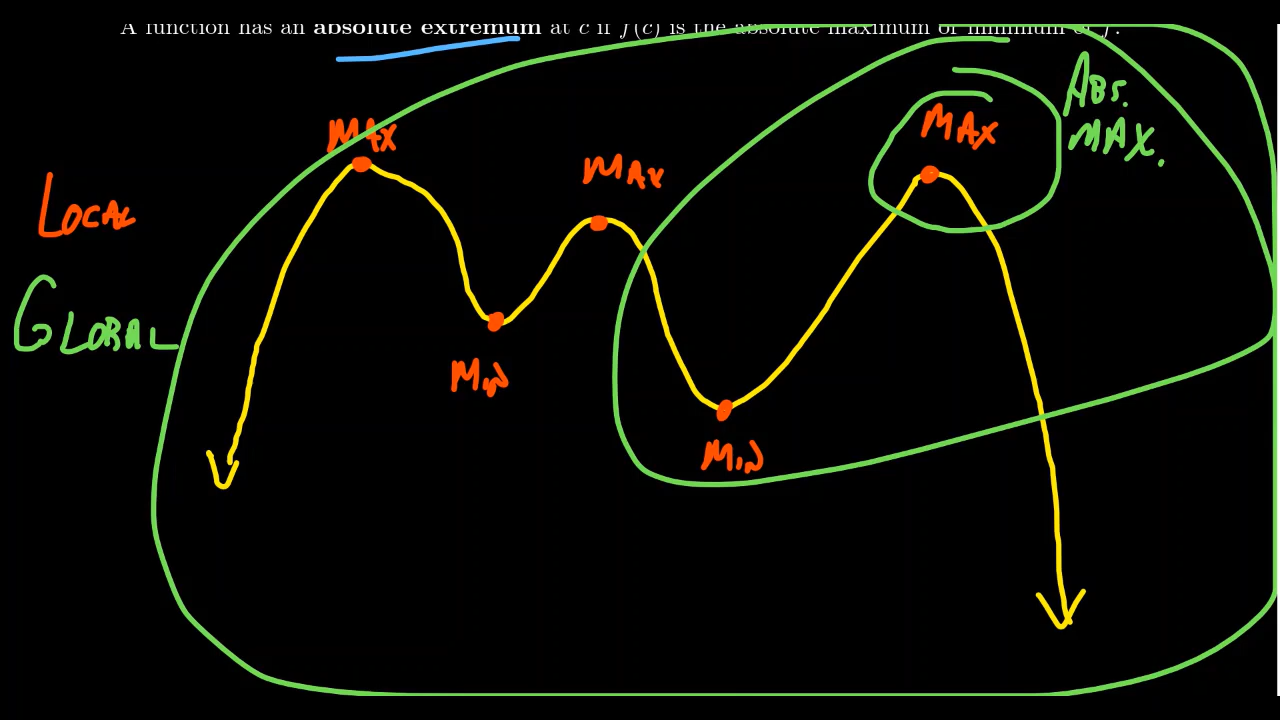 A function has an absolute extremum at c if f(c) is the absolute maximum or minimum of f.
ABS.
MAX.
MAX
MAX
MAX
LOCAL
GLOBAL
MIN
MIN